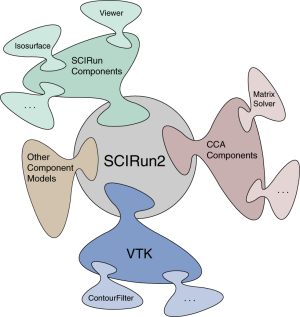 Viewer
Isosurface
SCIRun
Components
. . .
Matrix
Solver
Other
Component
Models
SCIRun2
CCA
Components
. . .
VTK
ContourFilter
. . .